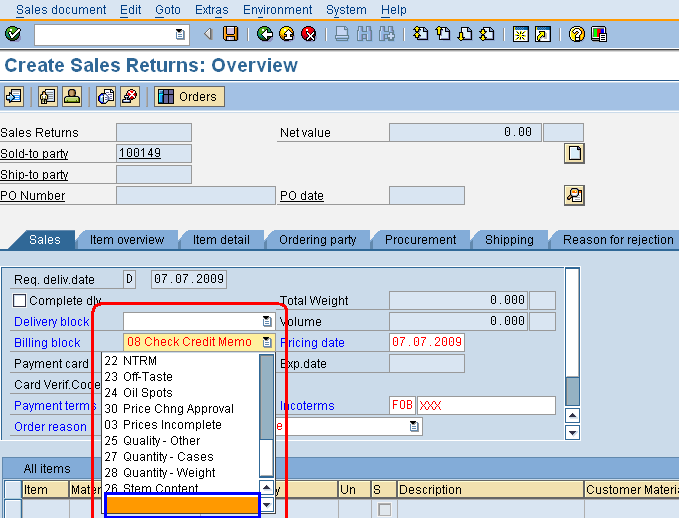 Sales document Edit Goto Extras Environment System Help
Create Sales Returns: Overview
Orders
Sales Returns Net value 0.00
Sold-to party 100149
Ship-to party
PO Number PO date
Sales Item overview Item detail Ordering party Procurement Shipping Reason for rejection
Req. deliv.date D 07.07.2009
Complete dlv. Total Weight 0.000
Delivery block Volume 0.000
Billing block 08 Check Credit Memo Pricing date 07.07.2009
Payment card Exp.date
22 NTRM
23 Off-Taste
Card Verif.Code
24 Oil Spots
Payment terms Incoterms FOB XXX
30 Price Chng Approval
03 Prices Incomplete
Order reason
25 Quality - Other
27 Quantity - Cases
28 Quantity - Weight
26 Stem Content
All items
Item Mater Un S Description Customer Materia